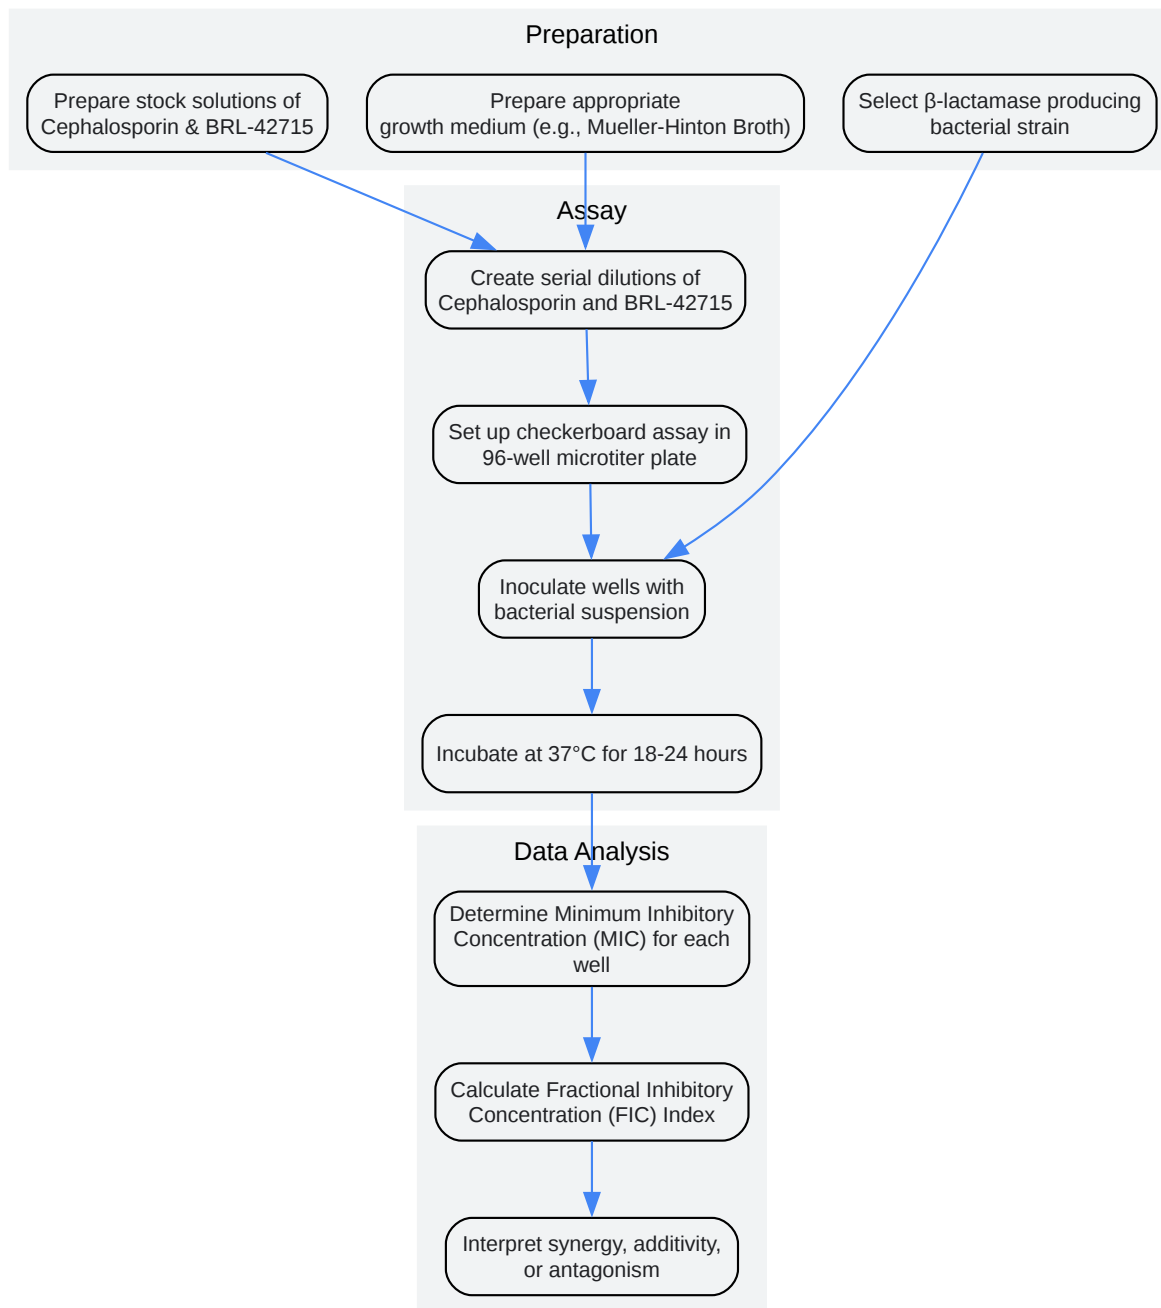 Preparation
Prepare stock solutions of
Cephalosporin & BRL-42715
Prepare appropriate
growth medium (e.g., Mueller-Hinton Broth)
Select β-lactamase producing
bacterial strain
Assay
Create serial dilutions of
Cephalosporin and BRL-42715
Set up checkerboard assay in
96-well microtiter plate
Inoculate wells with
bacterial suspension
Incubate at 37°C for 18-24 hours
Data Analysis
Determine Minimum Inhibitory
Concentration (MIC) for each
well
Calculate Fractional Inhibitory
Concentration (FIC) Index
Interpret synergy, additivity,
or antagonism